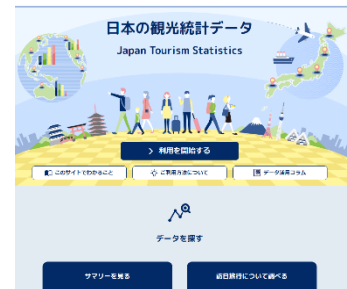 日本の観光統計データ
Japan Tourism Statistics
> 利用を開始する
このサイトでわかること
ご利用方法について
データ活用コラム
データを探す
サマリーを見る
訪日旅行について調べる